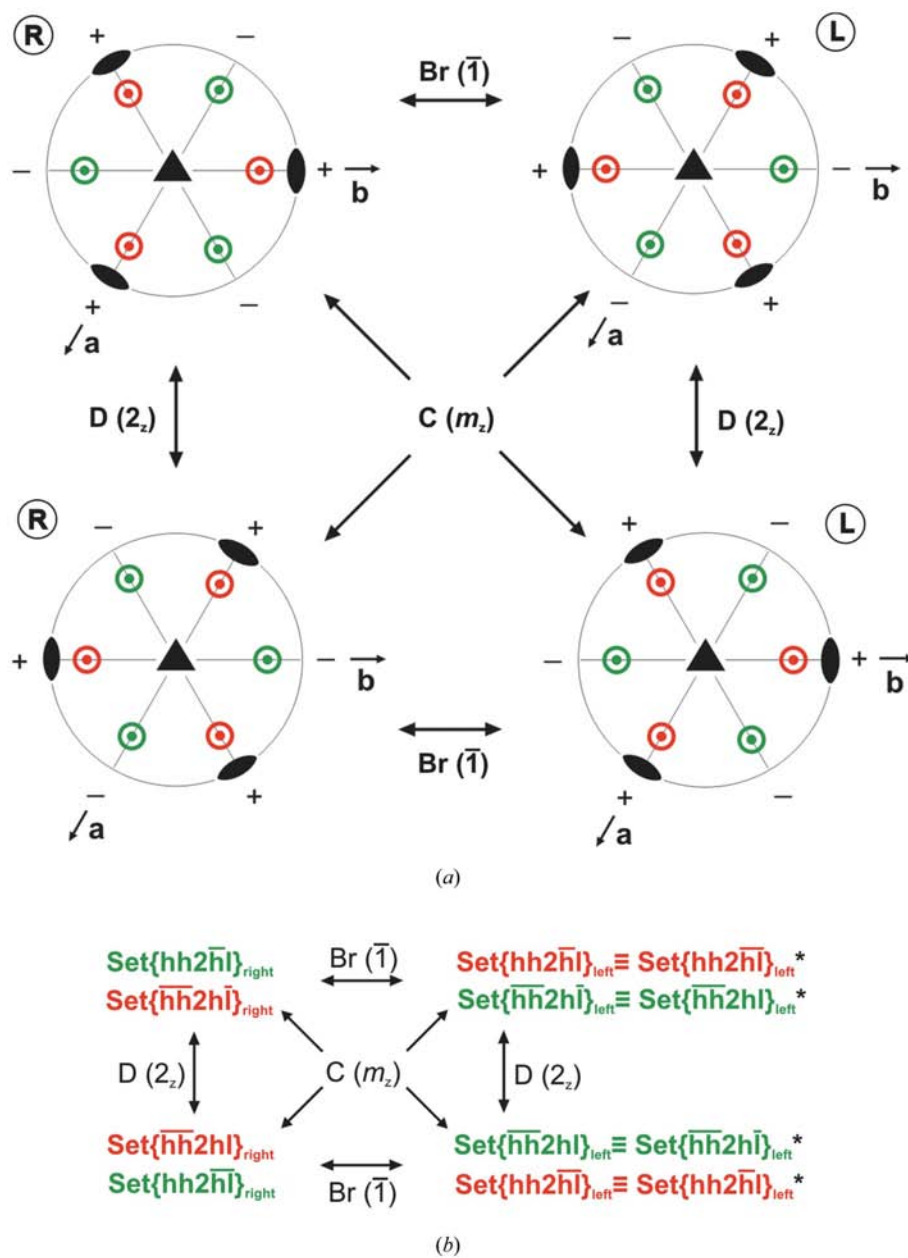 R + − − + L
Br (1̄)
− + b + − b
+ − − +
a a
D (2z) C (mz) D (2z)
R − + + − L
+ − b − + b
Br (1̄)
− + + −
a a
(a)
Set{hh2h̄l}right Br (1̄) Set{hh2h̄l}left ≡ Set{hh2h̄l̄}left*
Set{h̄h̄2hl̄}right Set{h̄h̄2hl̄}left ≡ Set{h̄h̄2hl}left*
D (2z) C (mz) D (2z)
Set{h̄h̄2hl}right Set{h̄h̄2hl}left ≡ Set{h̄h̄2hl̄}left*
Set{hh2h̄l̄}right Br (1̄) Set{hh2h̄l̄}left ≡ Set{hh2h̄l}left*
(b)